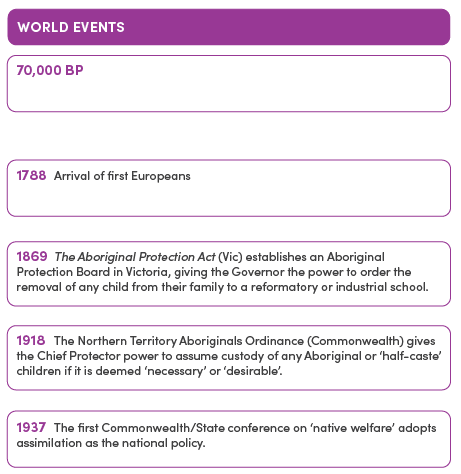 WORLD EVENTS
70,000 BP
1788 Arrival of first Europeans
1869 The Aboriginal Protection Act (Vic) establishes an Aboriginal
Protection Board in Victoria, giving the Governor the power to order the
removal of any child from their family to a reformatory or industrial school.
1918 The Northern Territory Aboriginals Ordinance (Commonwealth) gives
the Chief Protector power to assume custody of any Aboriginal or ‘half-caste’
children if it is deemed ‘necessary’ or ‘desirable’.
1937 The first Commonwealth/State conference on ‘native welfare’ adopts
assimilation as the national policy.